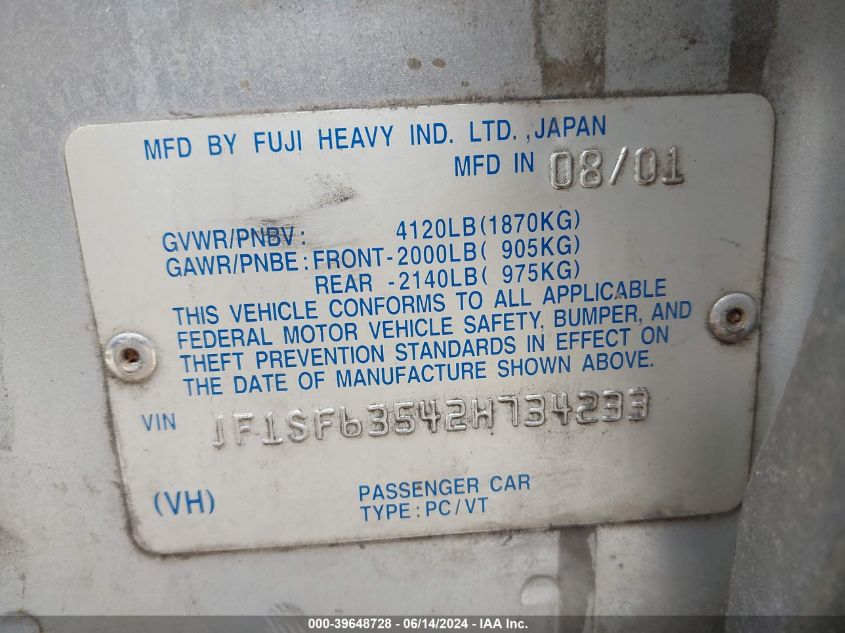 MFD BY FUJI HEAVY IND. LTD. ,JAPAN
MFD IN 08/01
GVWR/PNBV: 4120LB(1870KG)
GAWR/PNBE: FRONT-2000LB( 905KG)
REAR -2140LB( 975KG)
THIS VEHICLE CONFORMS TO ALL APPLICABLE
FEDERAL MOTOR VEHICLE SAFETY, BUMPER, AND
THEFT PREVENTION STANDARDS IN EFFECT ON
THE DATE OF MANUFACTURE SHOWN ABOVE.
VIN JF1SF63542H734233
(VH)
PASSENGER CAR
TYPE:PC/VT
000-39648728 - 06/14/2024 - IAA Inc.